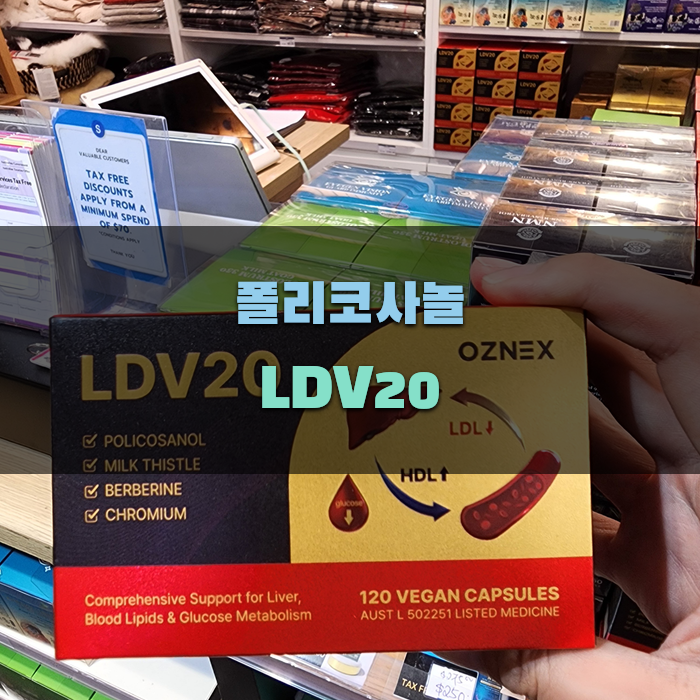 LDV20
S
DEAR
VALUABLE CUSTOMERS
TAX FREE
DISCOUNTS
APPLY FROM A
MINIMUM SPEND
OF $70
폴리코사놀
LDV20
LDV20
OZNEX
POLICOSANOL
MILK THISTLE
BERBERINE
CHROMIUM
LDL
HDL
glucose
Comprehensive Support for Liver,
Blood Lipids & Glucose Metabolism
120 VEGAN CAPSULES
AUST L 502251 LISTED MEDICINE